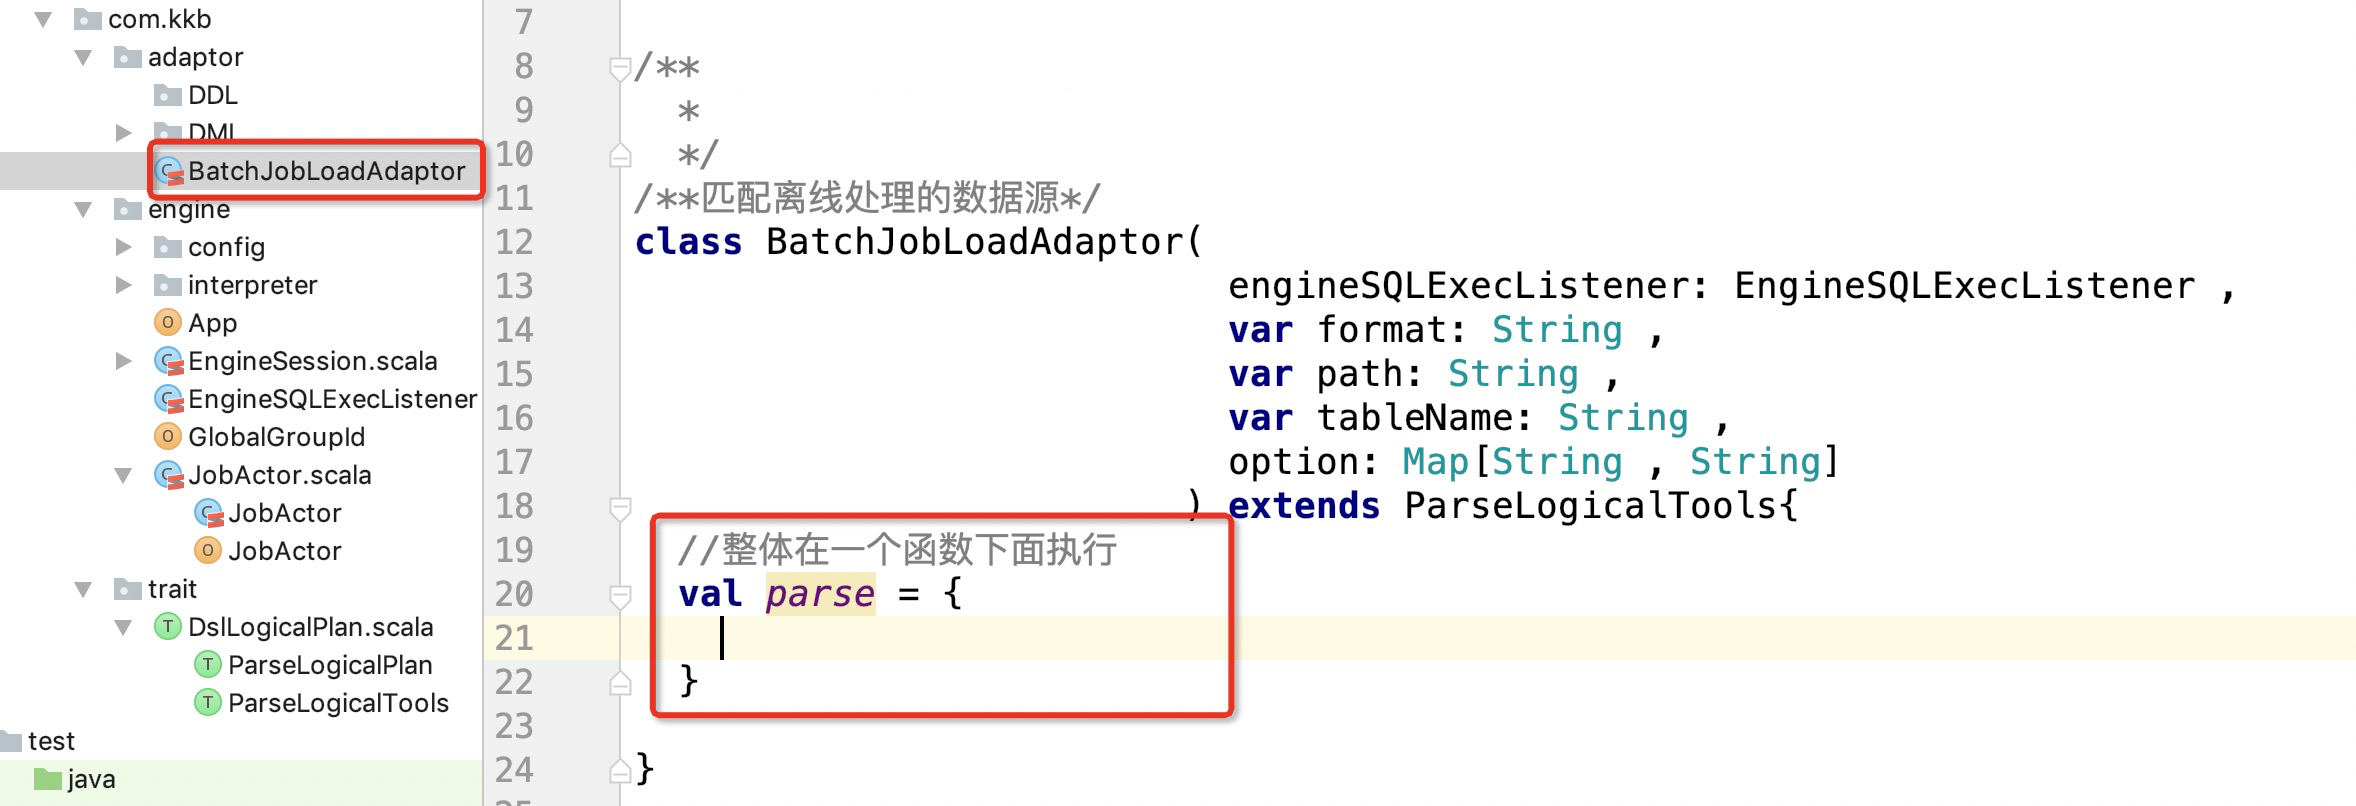 com.kkb
adaptor
DDL
DML
BatchJobLoadAdaptor
engine
config
interpreter
App
EngineSession.scala
EngineSQLExecListener
GlobalGroupId
JobActor.scala
JobActor
JobActor
trait
DslLogicalPlan.scala
ParseLogicalPlan
ParseLogicalTools
test
java
7
8 /**
9 *
10 */
11 /**匹配离线处理的数据源*/
12 class BatchJobLoadAdaptor(
13 engineSQLExecListener: EngineSQLExecListener ,
14 var format: String ,
15 var path: String ,
16 var tableName: String ,
17 option: Map[String , String]
18 ) extends ParseLogicalTools{
19 //整体在一个函数下面执行
20 val parse = {
21
22 }
23
24 }
25